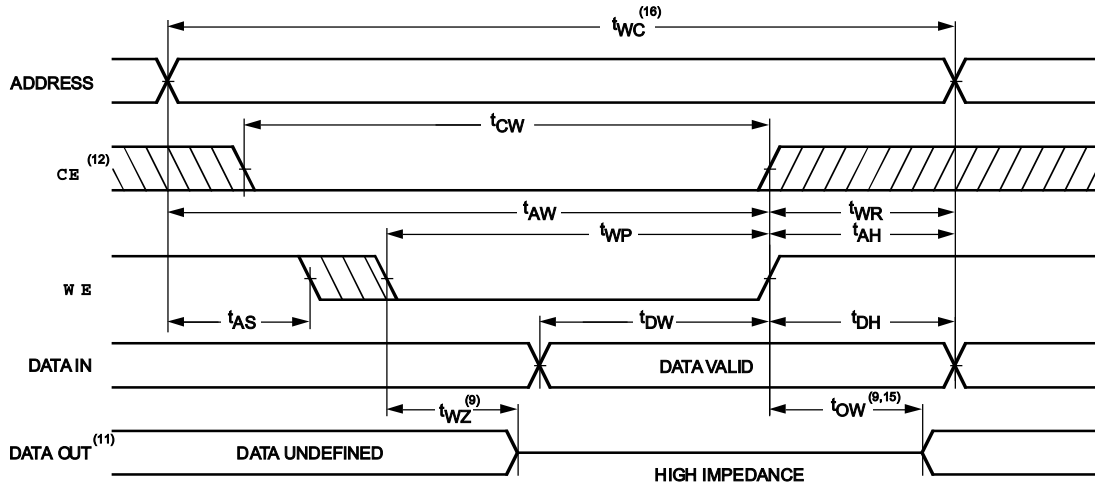 tWC(16)
ADDRESS
tCW
CE (12)
tAW tWR
tWP tAH
W E
tAS tDW tDH
DATA IN DATA VALID
tWZ(9) tOW(9,15)
DATA OUT(11) DATA UNDEFINED
HIGH IMPEDANCE